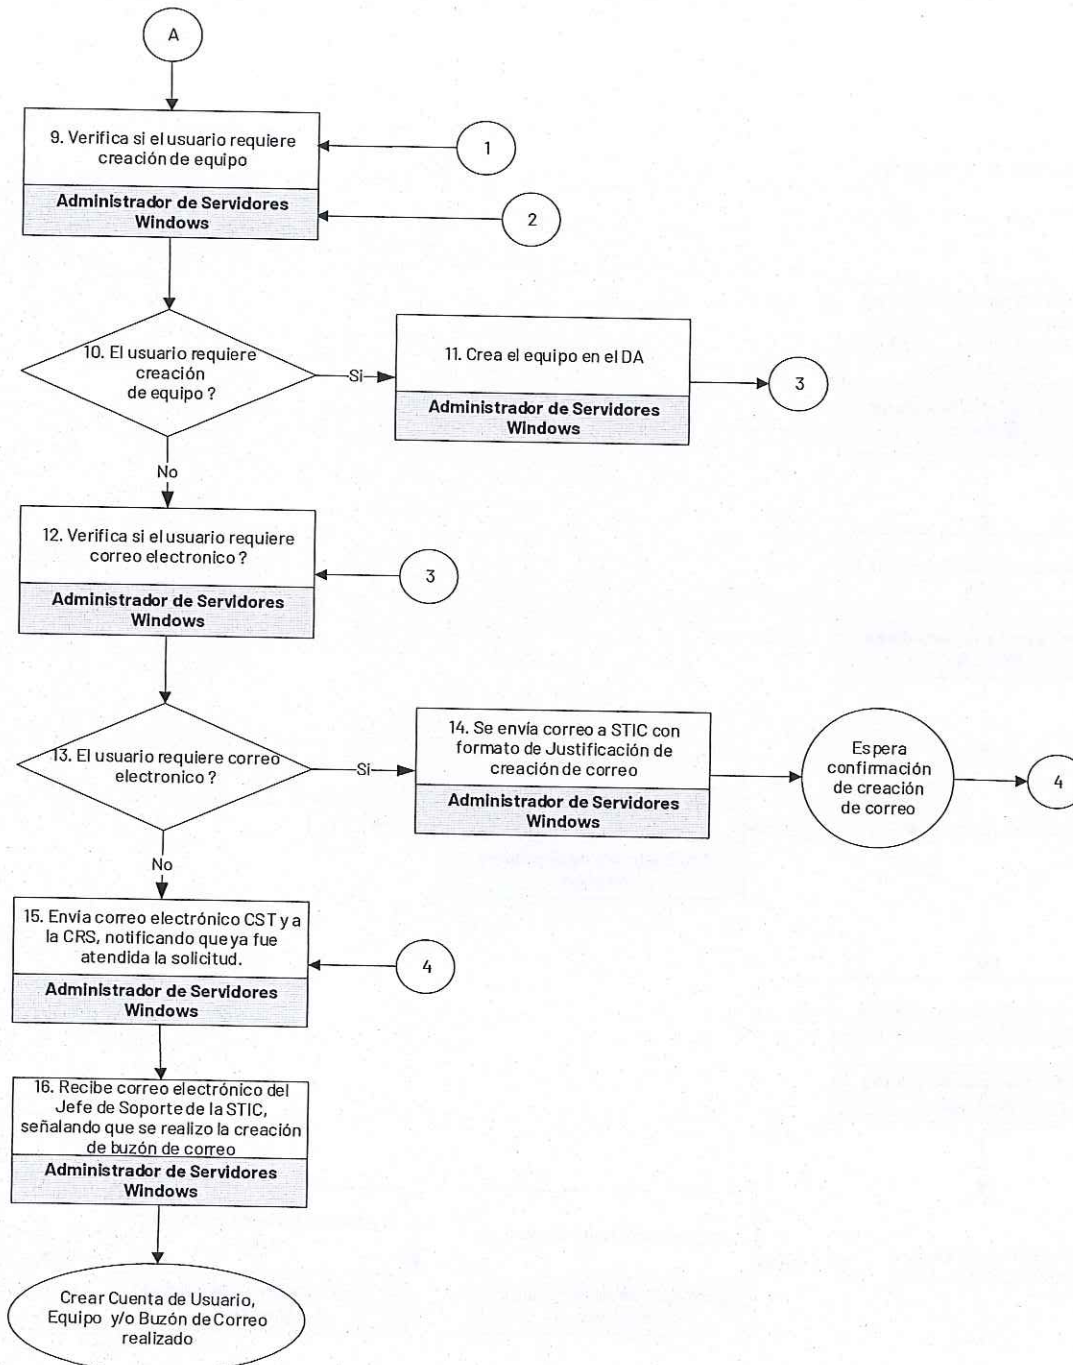 A
9. Verifica si el usuario requiere
creación de equipo
1
Administrador de Servidores
Windows
2
10. El usuario requiere
creación
de equipo ?
Si
11. Crea el equipo en el DA
Administrador de Servidores
Windows
3
No
12. Verifica si el usuario requiere
correo electronico ?
Administrador de Servidores
Windows
3
13. El usuario requiere correo
electronico ?
Si
14. Se envía correo a STIC con
formato de Justificación de
creación de correo
Administrador de Servidores
Windows
Espera
confirmación
de creación
de correo
4
No
15. Envía correo electrónico CST y a
la CRS, notificando que ya fue
atendida la solicitud.
Administrador de Servidores
Windows
4
16. Recibe correo electrónico del
Jefe de Soporte de la STIC,
señalando que se realizo la creación
de buzón de correo
Administrador de Servidores
Windows
Crear Cuenta de Usuario,
Equipo y/o Buzón de Correo
realizado